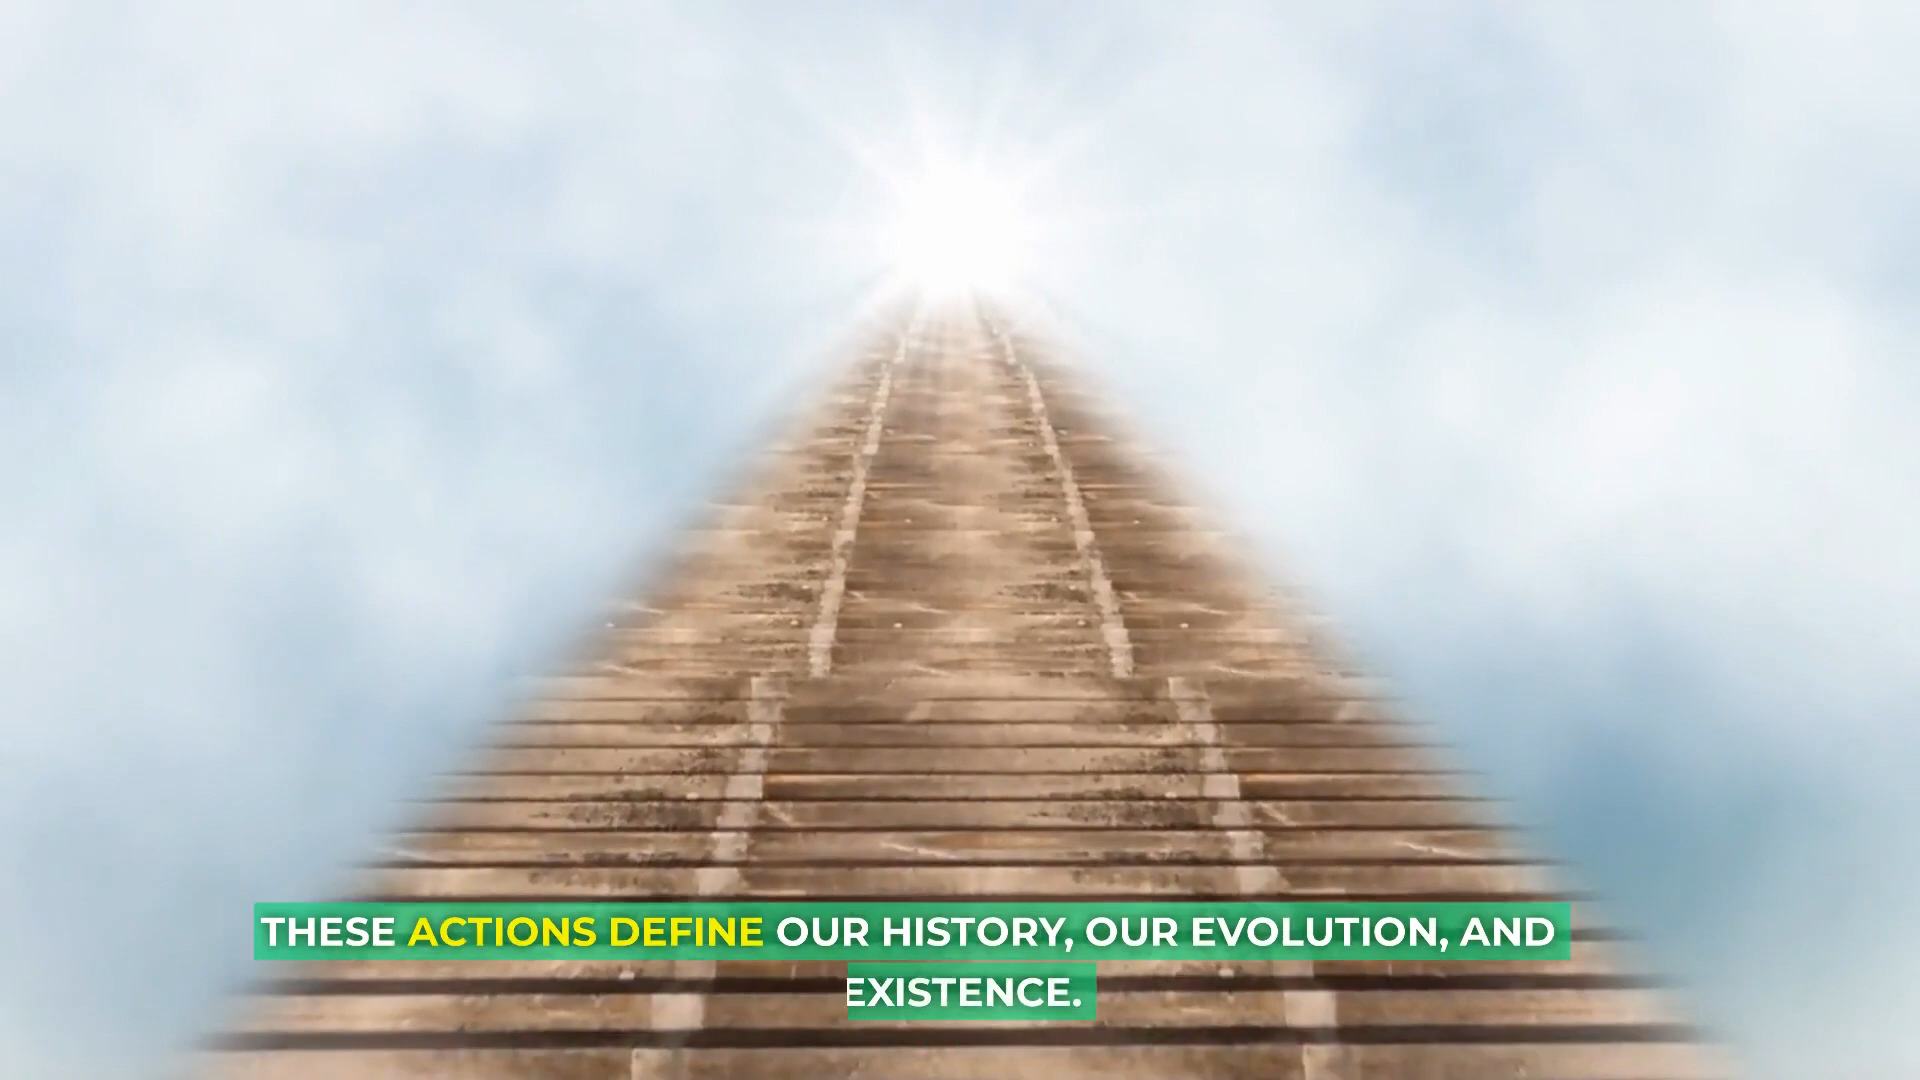 THESE ACTIONS DEFINE OUR HISTORY, OUR EVOLUTION, AND
EXISTENCE.